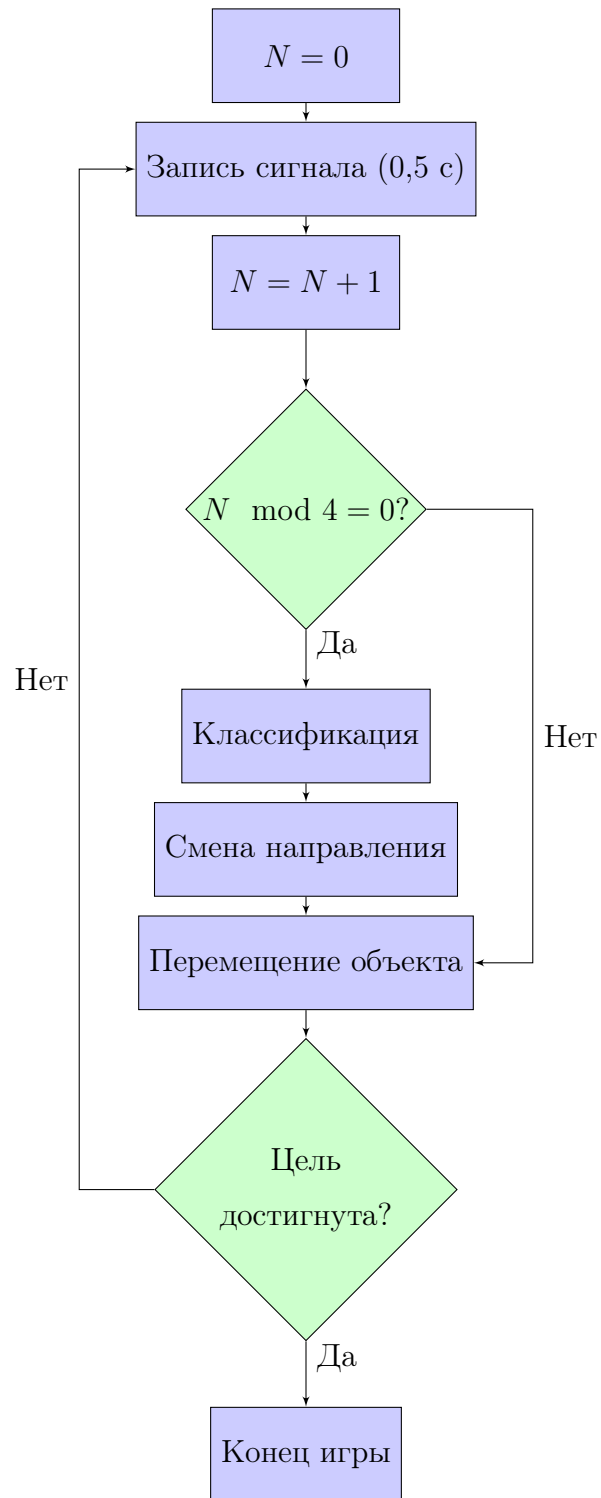 N = 0
Запись сигнала (0,5 с)
N = N + 1
N mod 4 = 0?
Да
Нет
Классификация
Нет
Смена направления
Перемещение объекта
Цель
достигнута?
Да
Конец игры